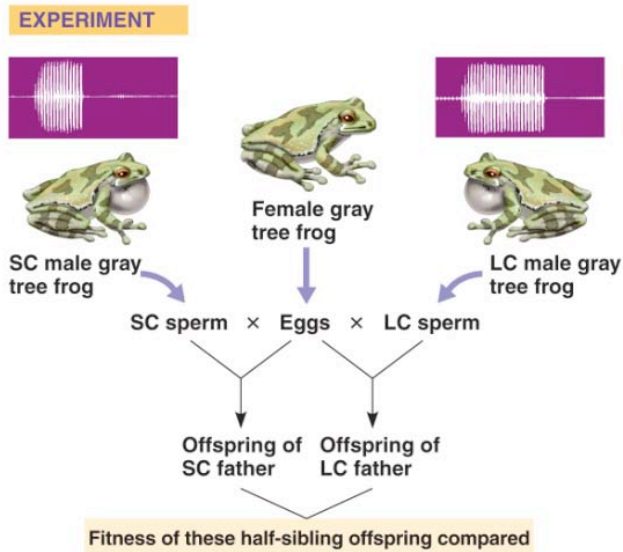 EXPERIMENT
Female gray
tree frog
SC male gray
tree frog
LC male gray
tree frog
SC sperm × Eggs × LC sperm
Offspring of
SC father
Offspring of
LC father
Fitness of these half-sibling offspring compared